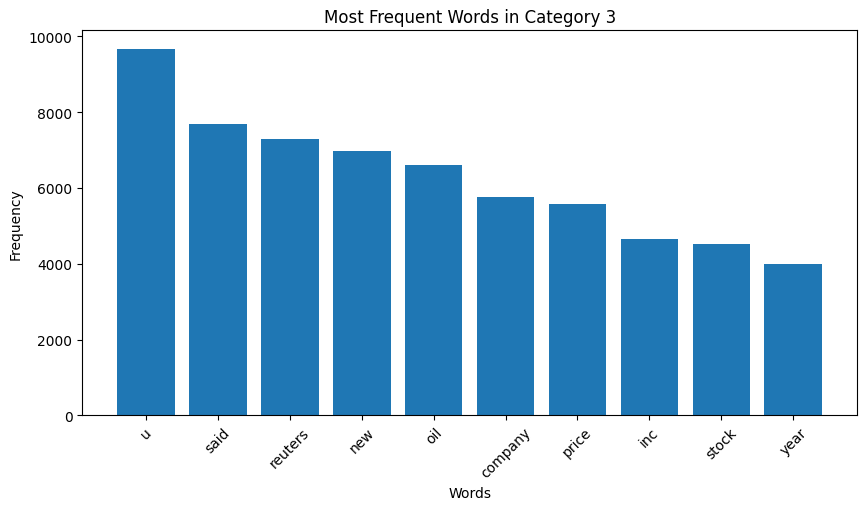 Most Frequent Words in Category 3
10000
8000
6000
4000
2000
0
Frequency
u
said
reuters
new
oil
company
price
inc
stock
year
Words